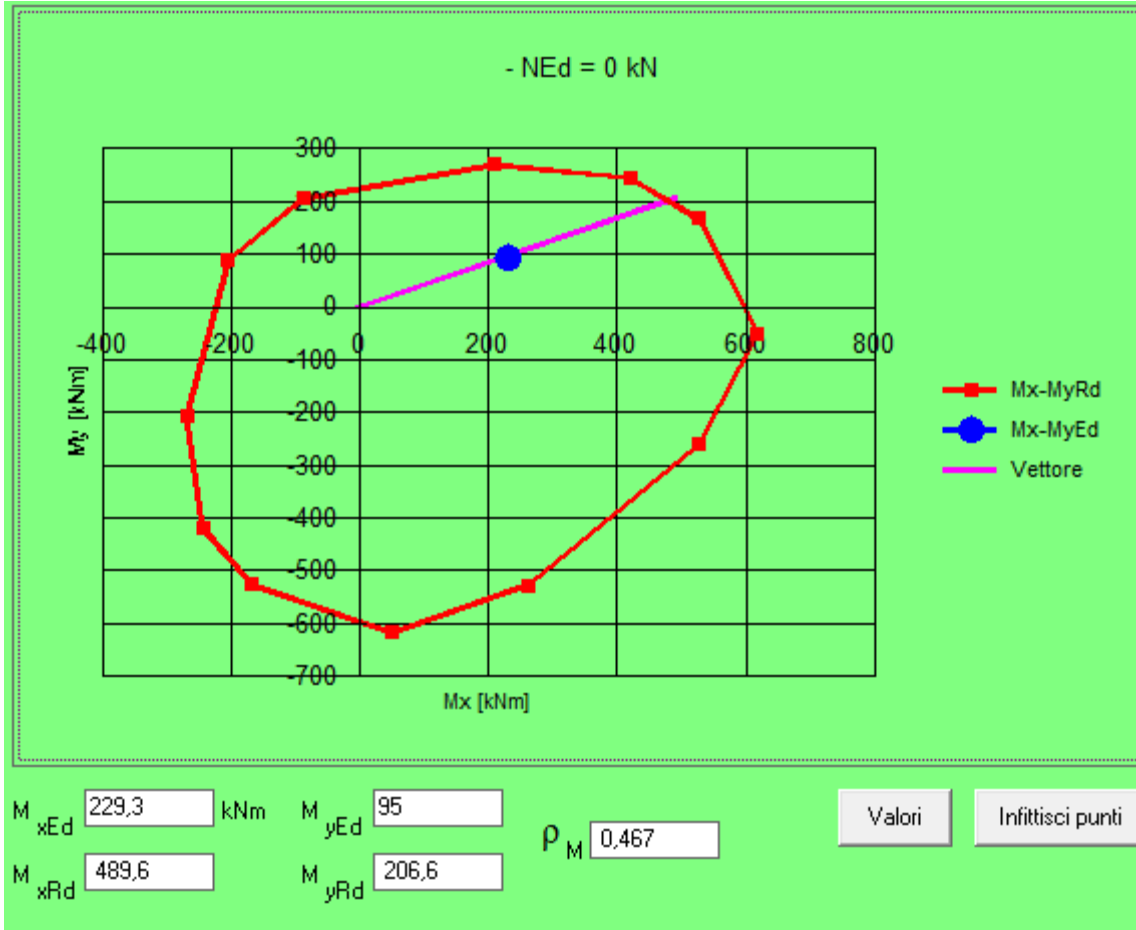 - NEd = 0 kN
300
200
100
0
-400 -200 0 200 400 600 800
-100
-200
-300
-400
-500
-600
-700
My [kNm]
Mx [kNm]
Mx-MyRd
Mx-MyEd
Vettore
M xEd 229,3 kNm M yEd 95
ρ M 0,467
M xRd 489,6 M yRd 206,6
Valori Infittisci punti